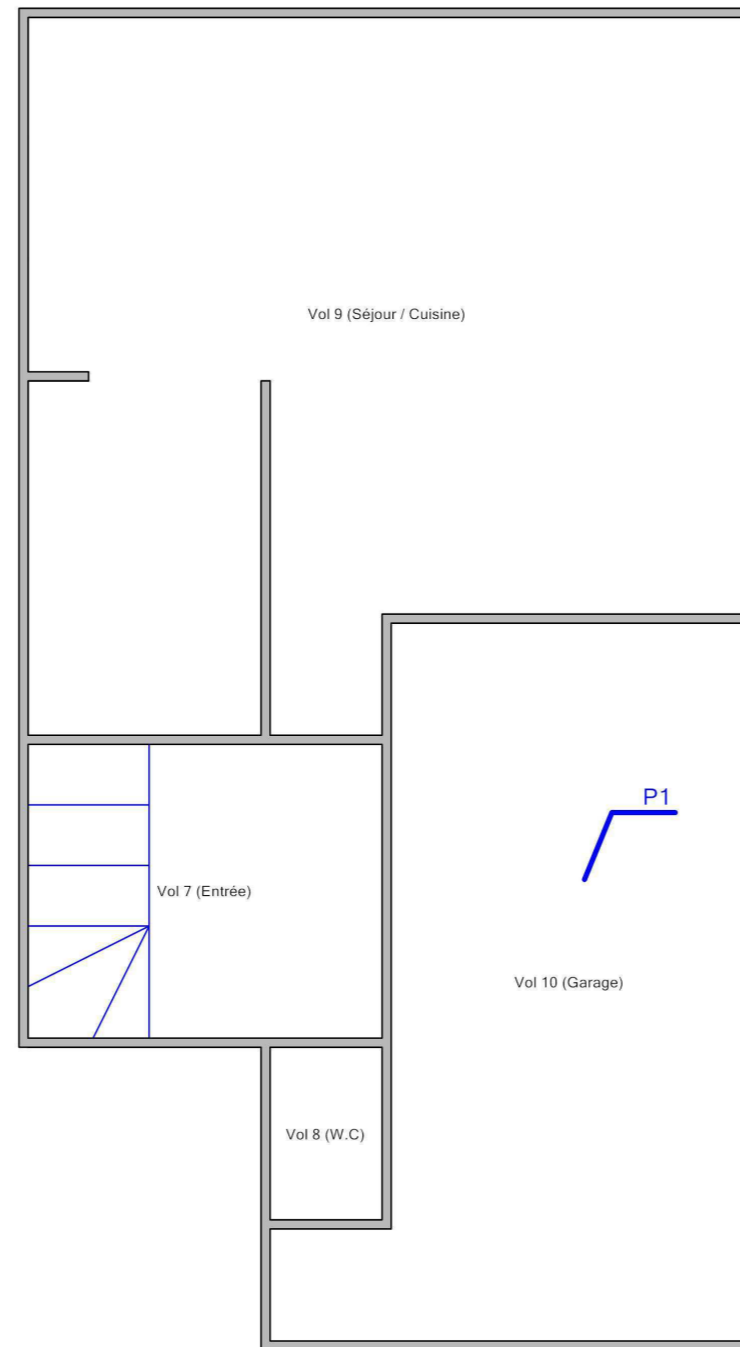 Vol 9 (Séjour / Cuisine)
P1
Vol 7 (Entrée)
Vol 10 (Garage)
Vol 8 (W.C)